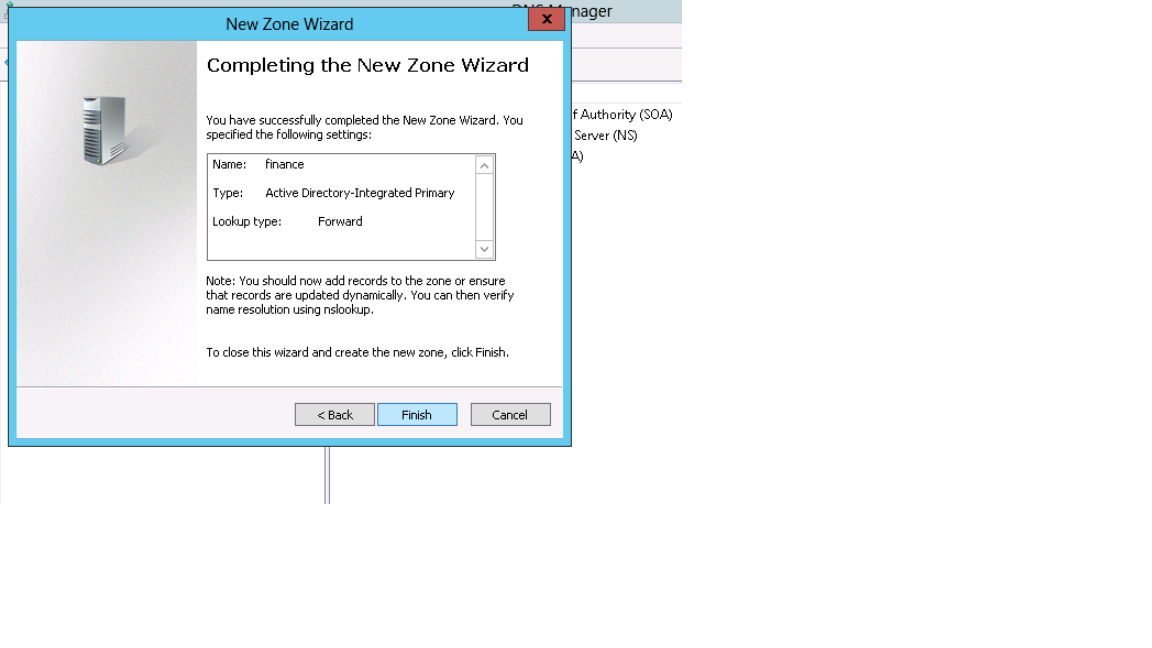 New Zone Wizard
x
nager
Completing the New Zone Wizard
You have successfully completed the New Zone Wizard. You
specified the following settings:
Name: finance
Type: Active Directory-Integrated Primary
Lookup type: Forward
Note: You should now add records to the zone or ensure
that records are updated dynamically. You can then verify
name resolution using nslookup.
To close this wizard and create the new zone, click Finish.
< Back
Finish
Cancel
f Authority (SOA)
Server (NS)
A)